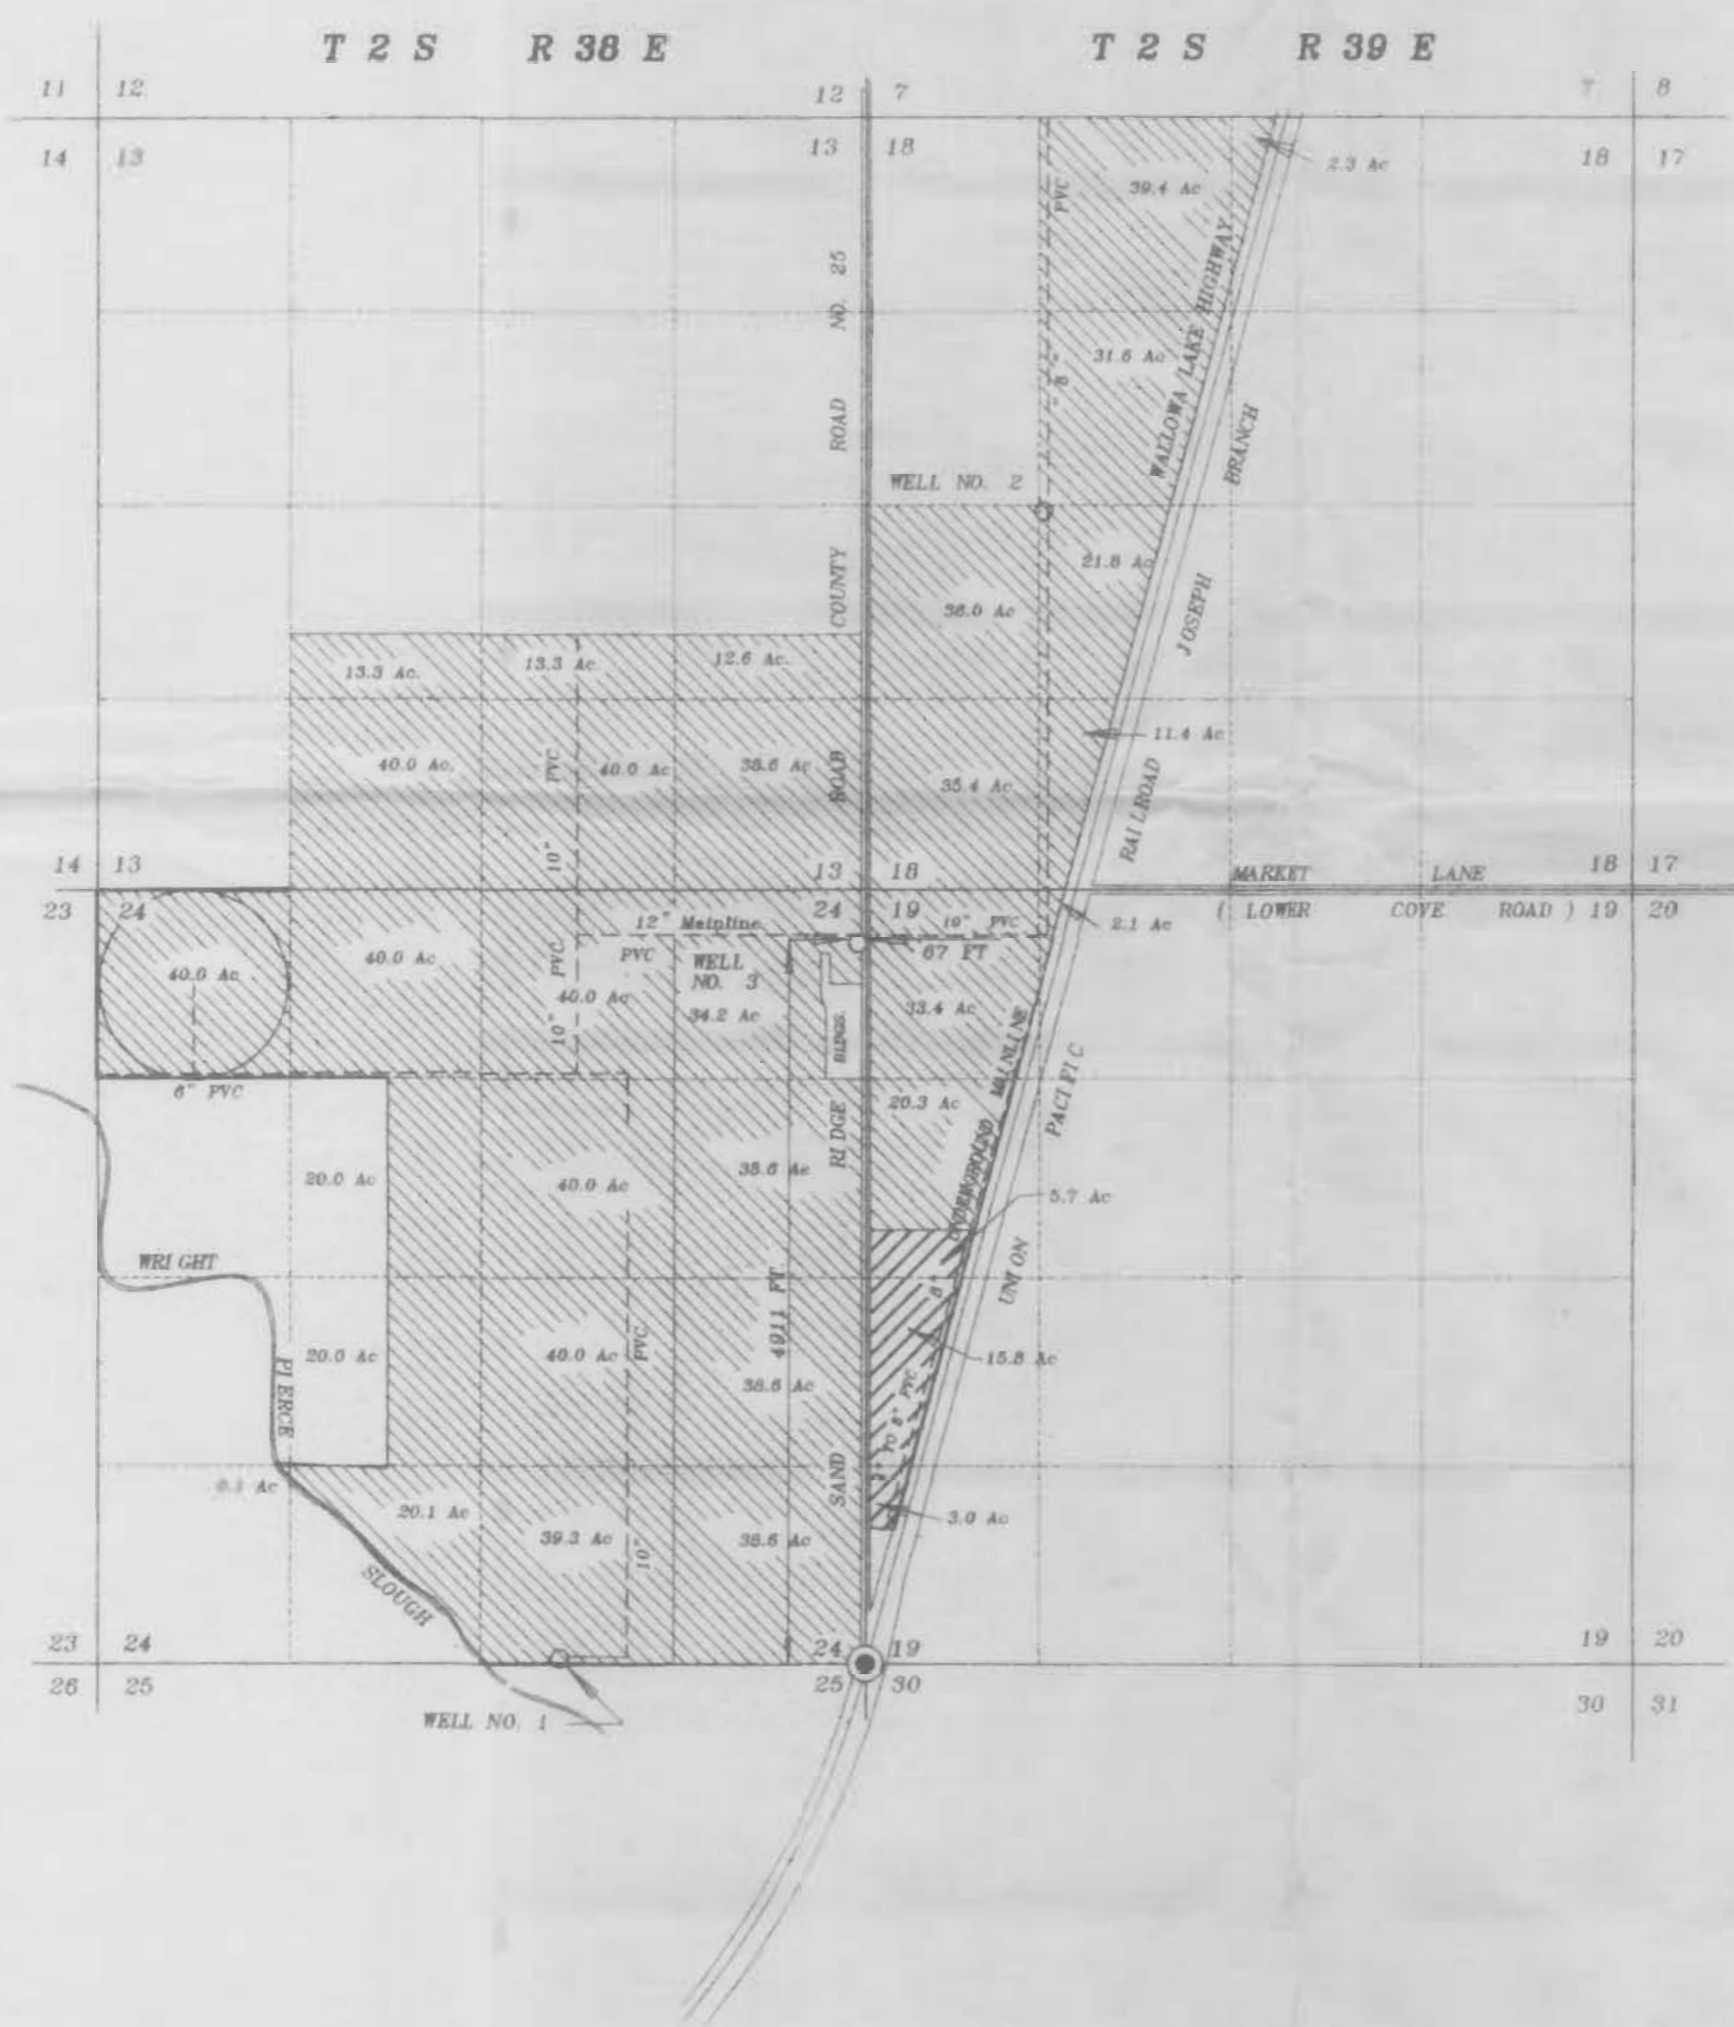 T 2 S R 38 E T 2 S R 39 E
11 12 12 7 7 8
14 13 13 18 18 17
2.3 Ac
39.4 Ac
PVC
WALLOWA LAKE HIGHWAY
31.6 Ac
8"
JOSEPH BRANCH
WELL NO. 2
21.8 Ac
36.0 Ac
SAND RIDGE ROAD COUNTY ROAD NO. 25
13.3 Ac.
13.3 Ac.
12.6 Ac.
11.4 Ac
40.0 Ac.
PVC
40.0 Ac
38.6 Ac
35.4 Ac
10"
UNION PACIFIC RAILROAD
14 13 13 18 18 17
MARKET LANE
23 24 24 19 19 20
( LOWER COVE ROAD )
12" Mainline
PVC
10" PVC
2.1 Ac
67 FT
WELL
NO. 3
40.0 Ac
40.0 Ac
PVC
10"
40.0 Ac
34.2 Ac
BLDGS.
33.4 Ac
6" PVC
20.3 Ac
UNDERGROUND MAINLINE
20.0 Ac
40.0 Ac
38.6 Ac
5.7 Ac
WRIGHT
8"
4911 FT
20.0 Ac
40.0 Ac
PVC
38.6 Ac
15.8 Ac
PIERCE
TO 8" PVC
Ac
20.1 Ac
39.3 Ac
10"
38.6 Ac
3.0 Ac
SLOUGH
23 24 24 19 19 20
26 25 25 30 30 31
WELL NO. 1